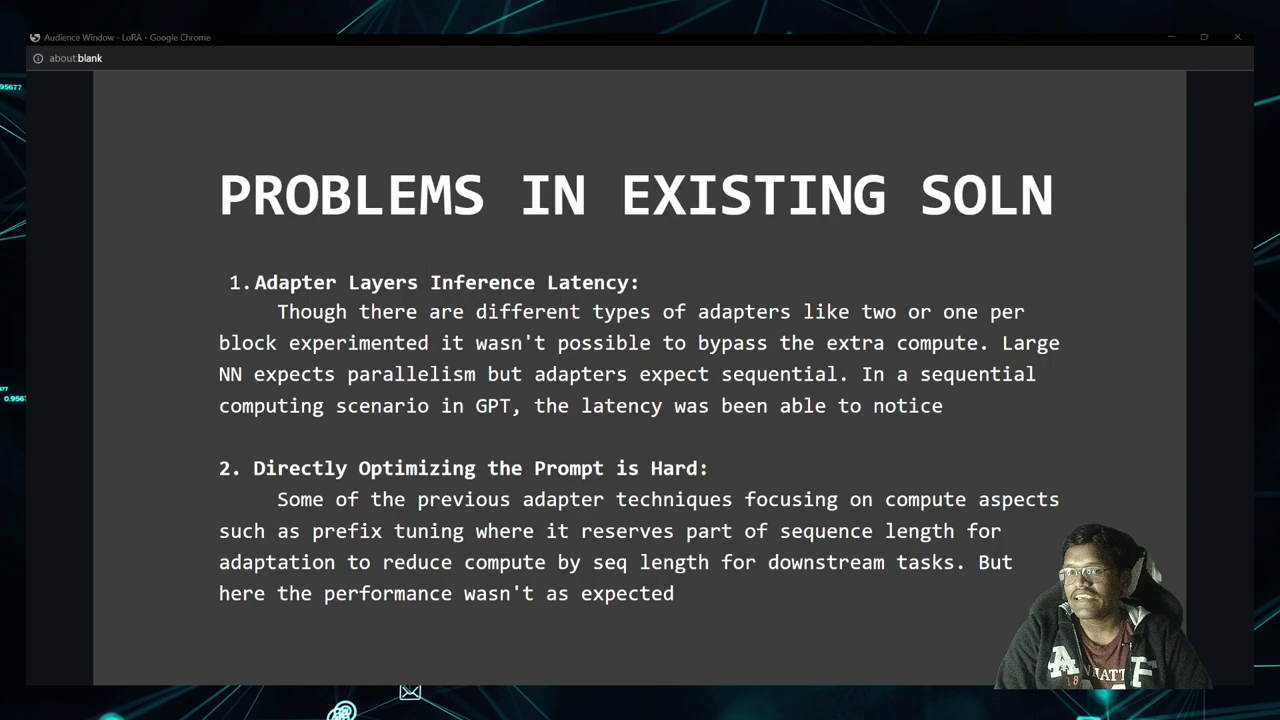 Audience Window - LoRA - Google Chrome
about:blank
95677
PROBLEMS IN EXISTING SOLN
1. Adapter Layers Inference Latency:
Though there are different types of adapters like two or one per
block experimented it wasn't possible to bypass the extra compute. Large
NN expects parallelism but adapters expect sequential. In a sequential
computing scenario in GPT, the latency was been able to notice
0.9567
2. Directly Optimizing the Prompt is Hard:
Some of the previous adapter techniques focusing on compute aspects
such as prefix tuning where it reserves part of sequence length for
adaptation to reduce compute by seq length for downstream tasks. But
here the performance wasn't as expected
A
F